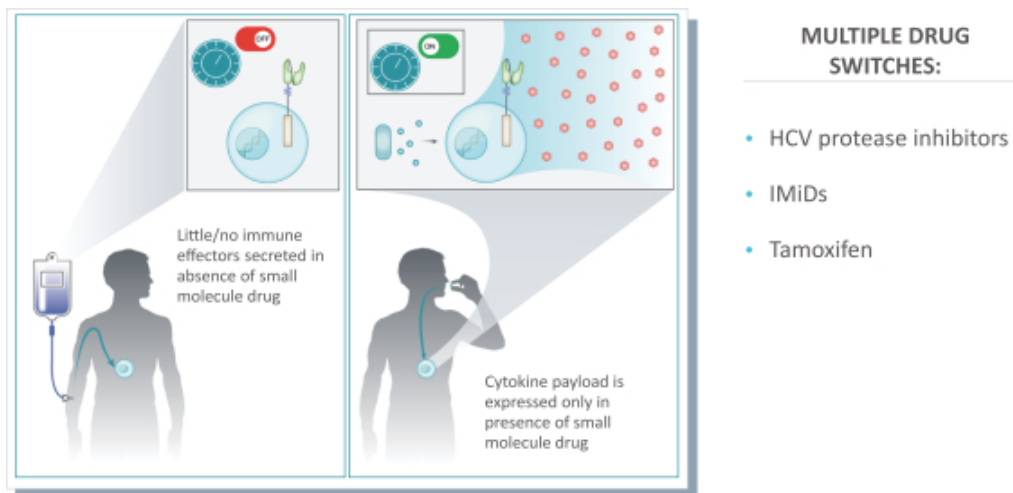 OFF
Little/no immune
effectors secreted in
absence of small
molecule drug
ON
Cytokine payload is
expressed only in
presence of small
molecule drug
MULTIPLE DRUG
SWITCHES:
• HCV protease inhibitors
• IMiDs
• Tamoxifen